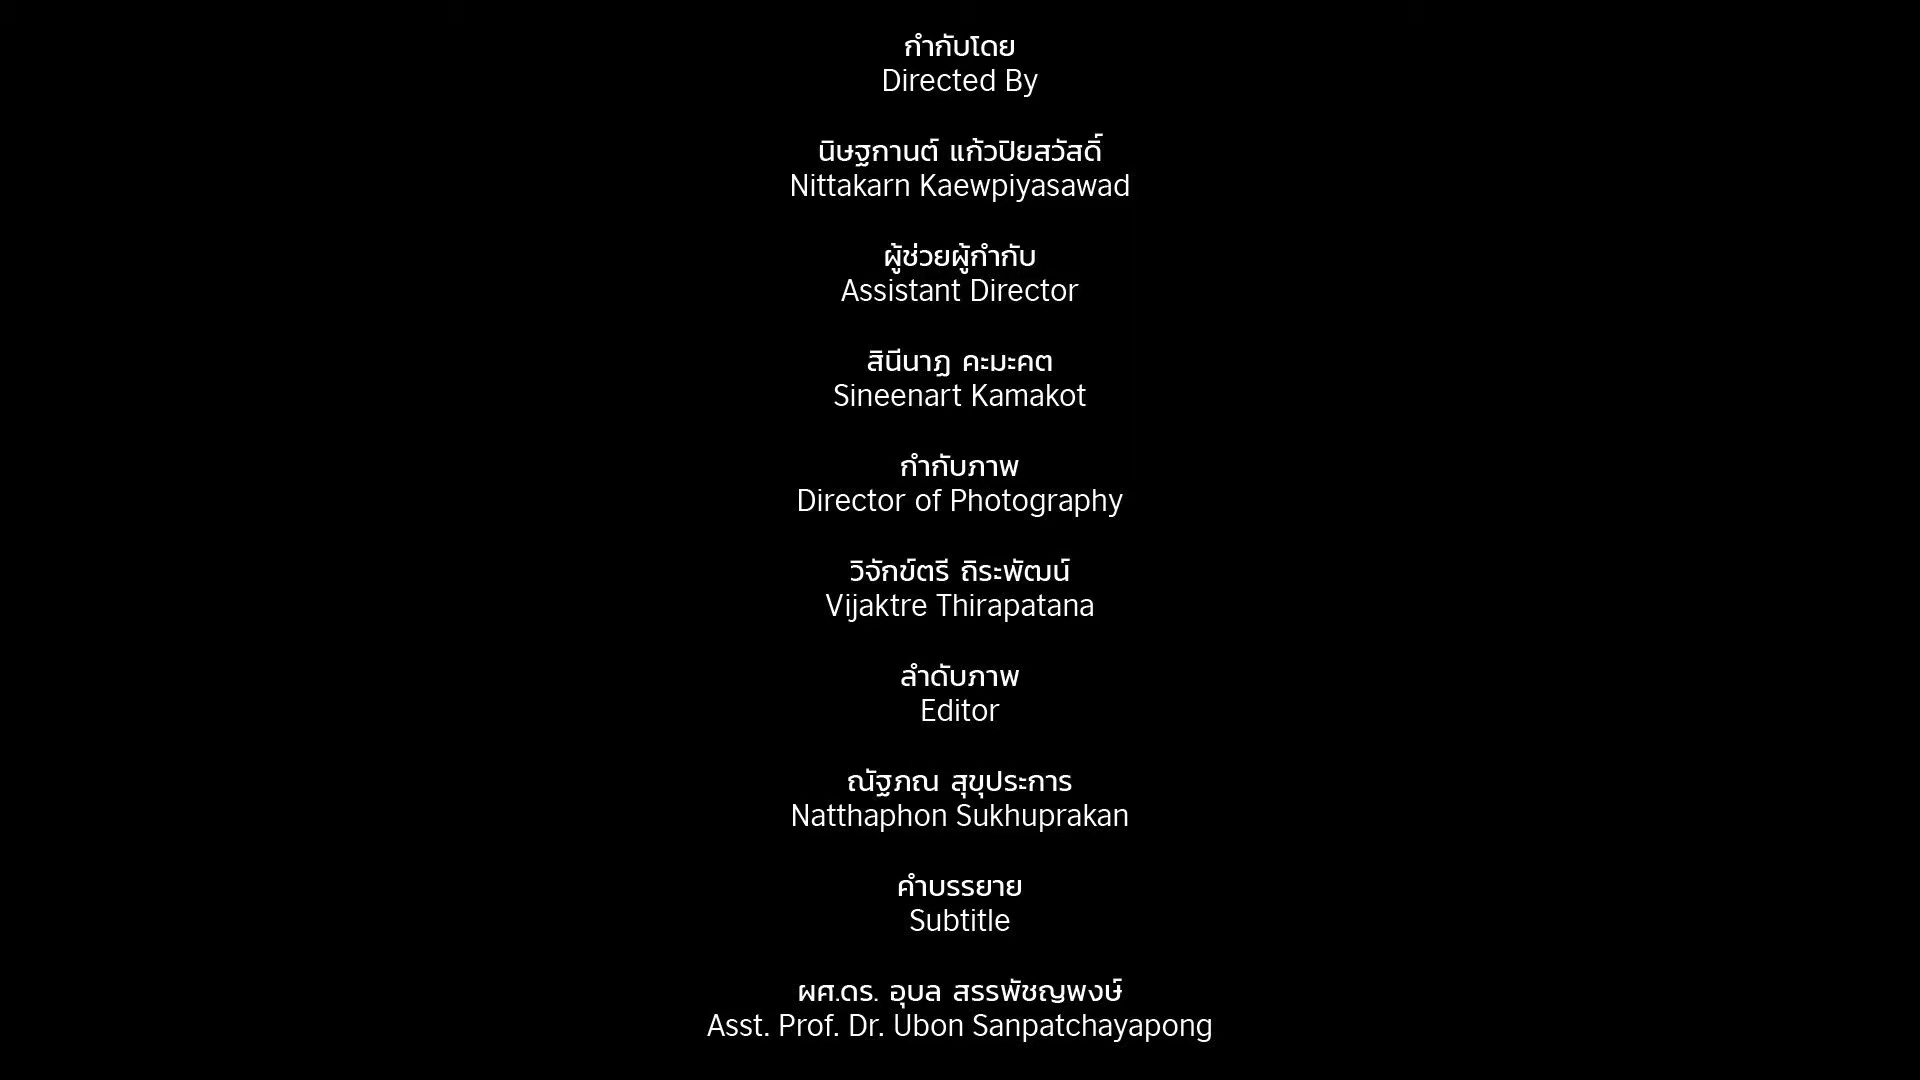 กำกับโดย
Directed By
นิษฐกานต์ แก้วปิยสวัสดิ์
Nittakarn Kaewpiyasawad
ผู้ช่วยผู้กำกับ
Assistant Director
สินีนาฏ คะมะคต
Sineenart Kamakot
กำกับภาพ
Director of Photography
วิจักข์ตรี ถิระพัฒน์
Vijaktre Thirapatana
ลำดับภาพ
Editor
ณัฐภณ สุขุประการ
Natthaphon Sukhuprakan
คำบรรยาย
Subtitle
ผศ.ดร. อุบล สรรพัชญพงษ์
Asst. Prof. Dr. Ubon Sanpatchayapong